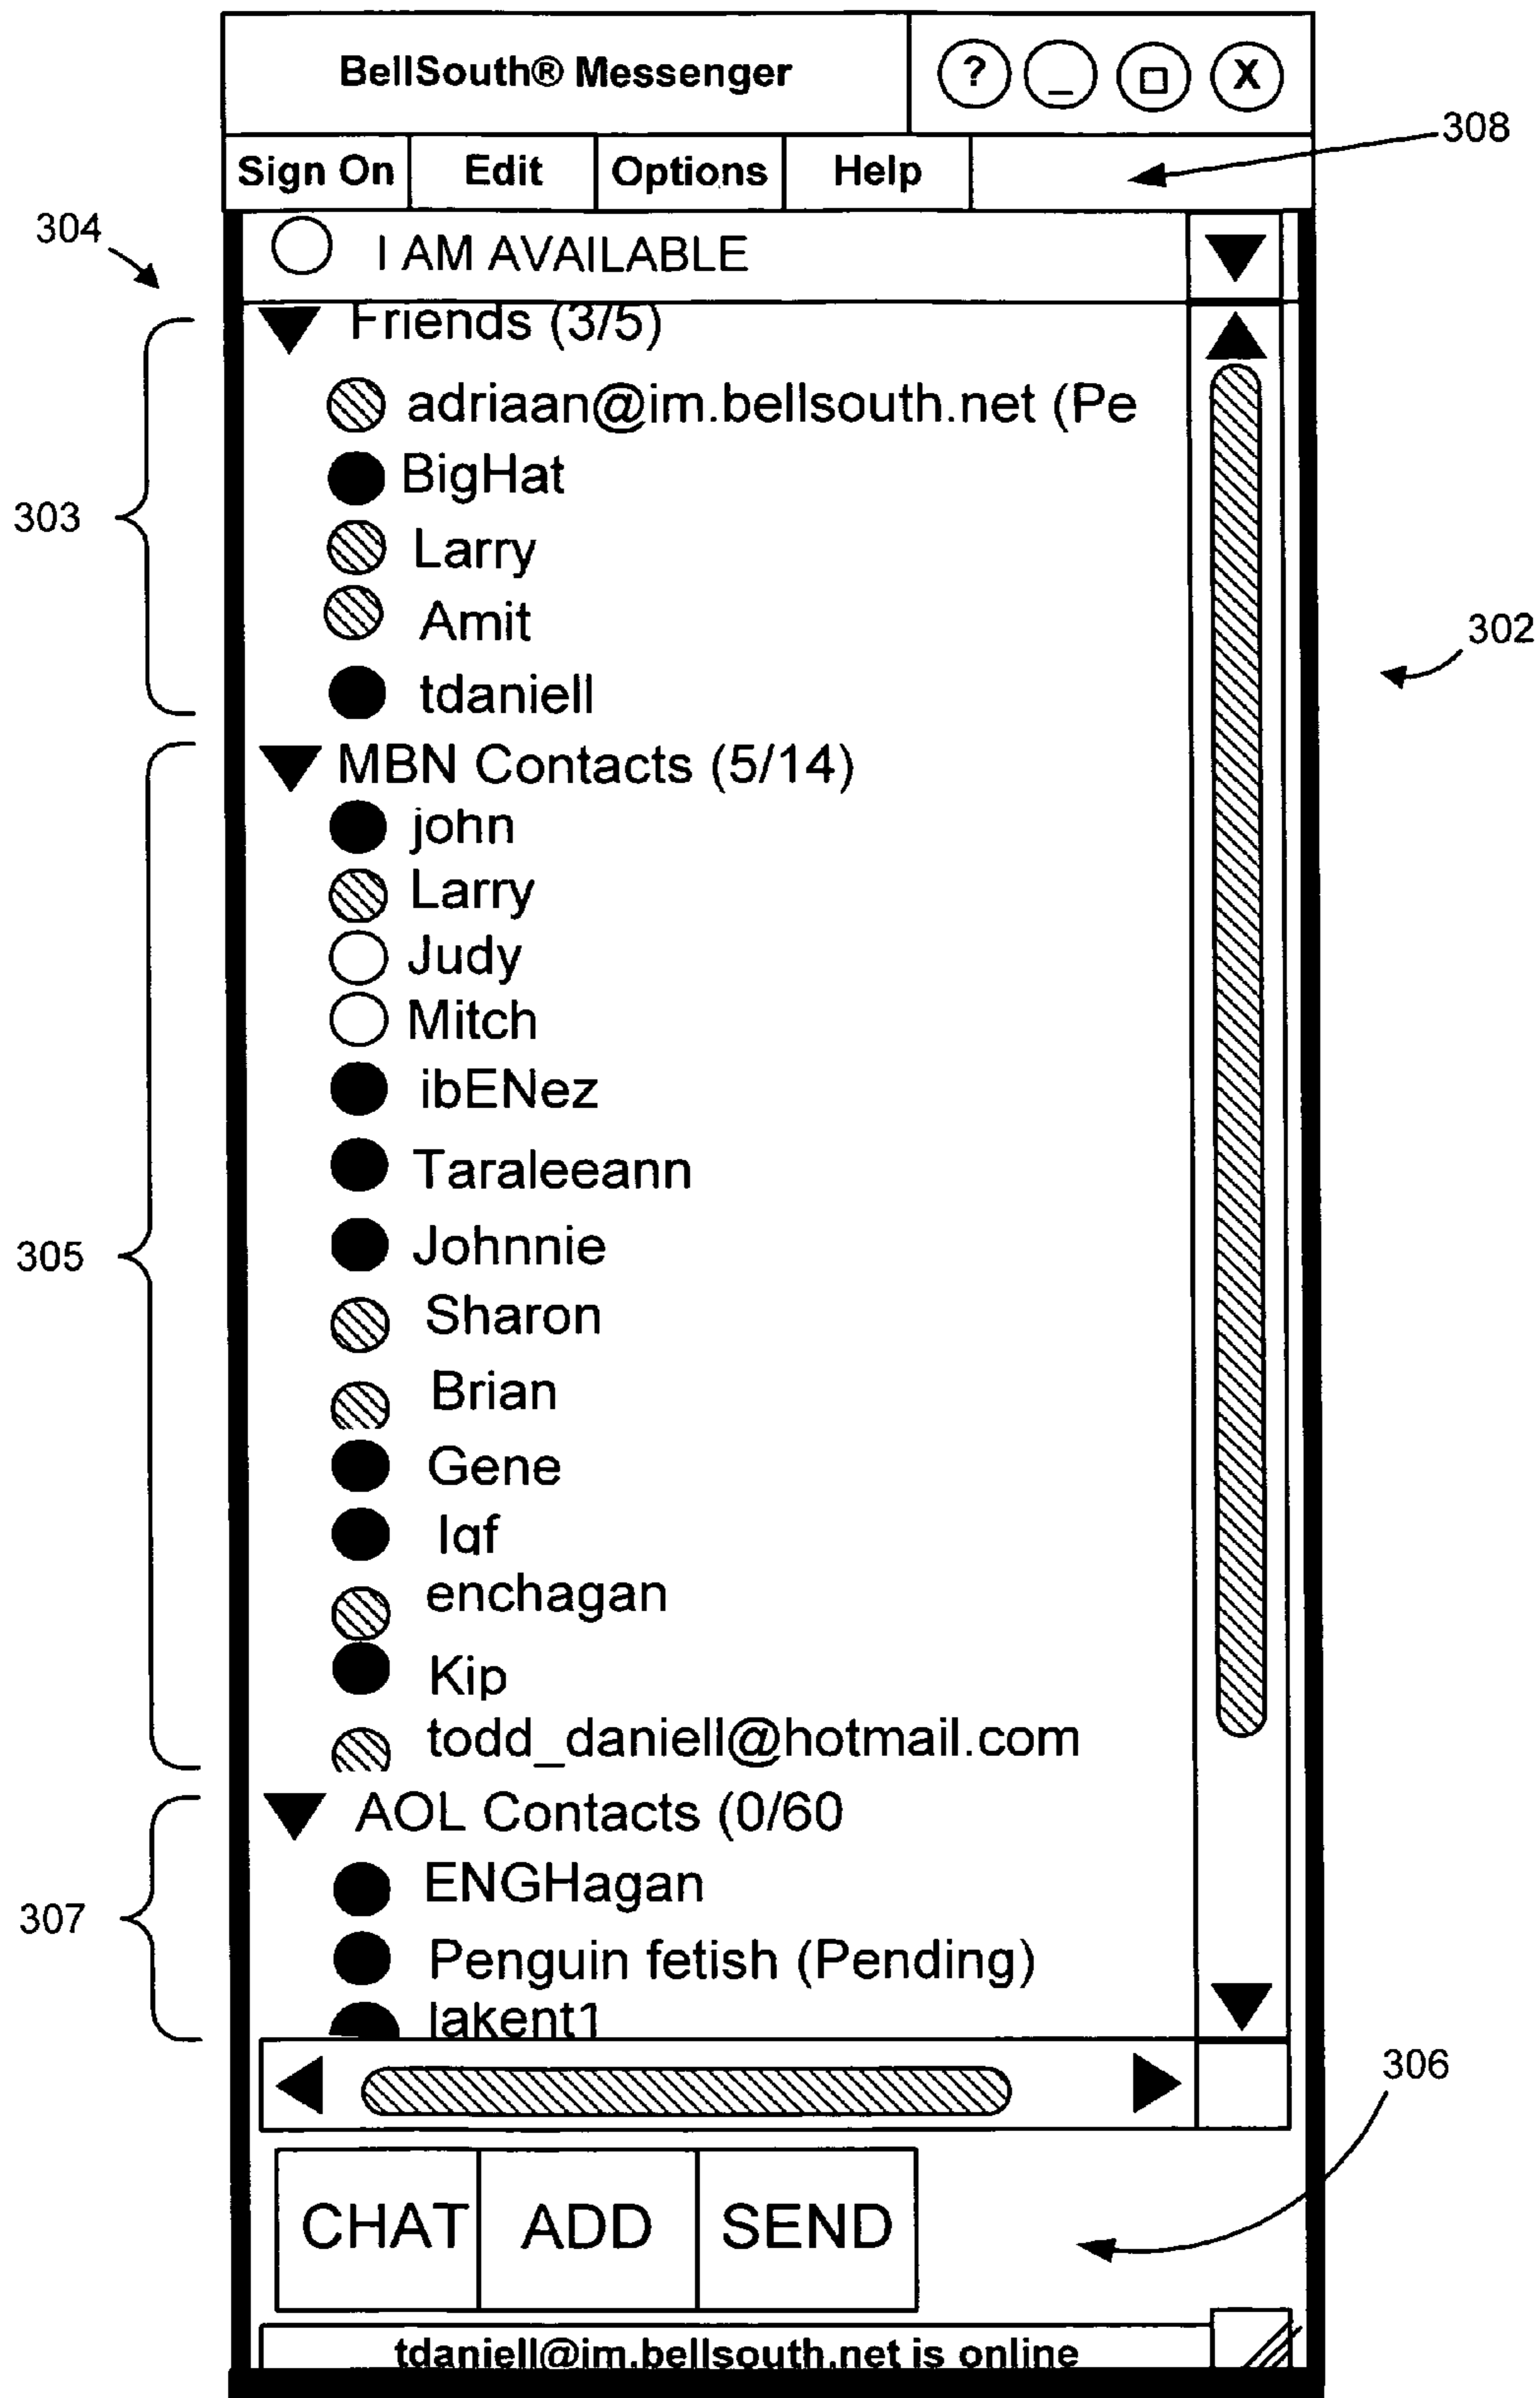 BellSouth® Messenger ? _ X
308
Sign On Edit Options Help
304
I AM AVAILABLE
Friends (3/5)
adriaan@im.bellsouth.net (Pe
BigHat
303
Larry
Amit
302
tdaniell
MBN Contacts (5/14)
john
Larry
Judy
Mitch
ibENez
Taraleeann
305
Johnnie
Sharon
Brian
Gene
lqf
enchagan
Kip
todd_daniell@hotmail.com
AOL Contacts (0/60
ENGHagan
307
Penguin fetish (Pending)
lakent1
306
CHAT ADD SEND
tdaniell@im.bellsouth.net is online